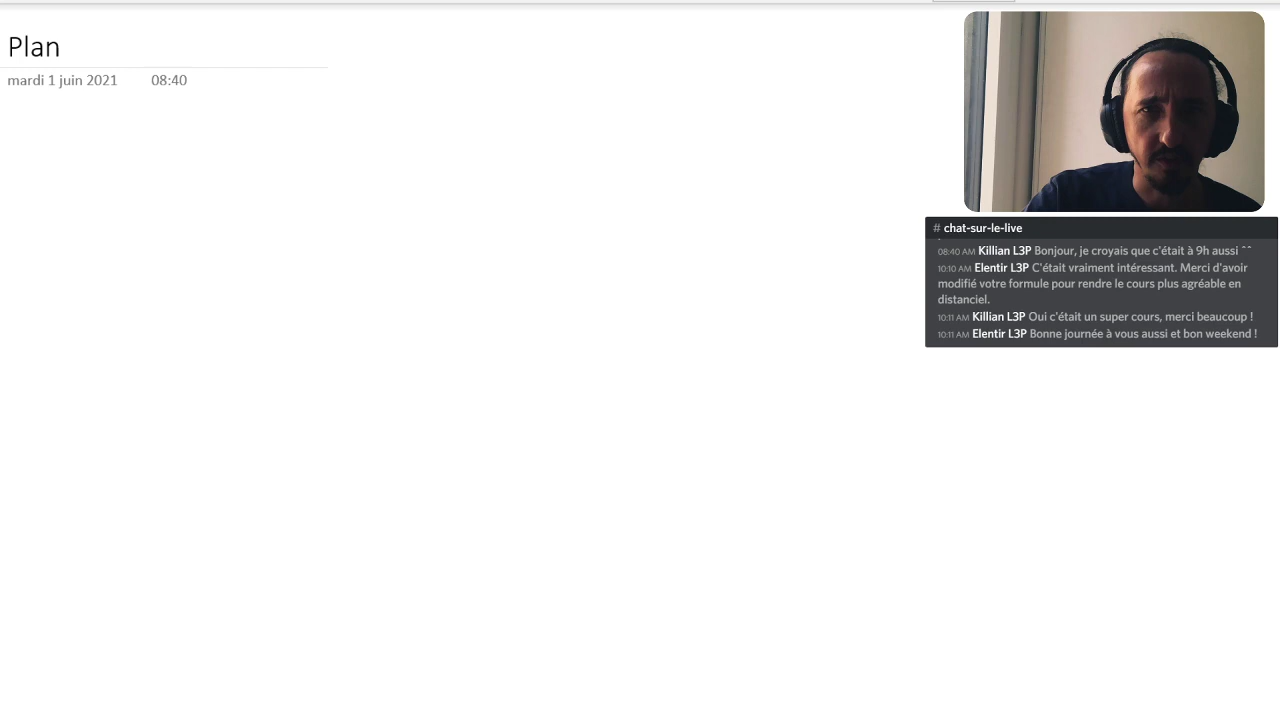 Plan
mardi 1 juin 2021 08:40
# chat-sur-le-live
08:40 AM Killian L3P Bonjour, je croyais que c'était à 9h aussi ^^
10:10 AM Elentir L3P C'était vraiment intéressant. Merci d'avoir
modifié votre formule pour rendre le cours plus agréable en
distanciel.
10:11 AM Killian L3P Oui c'était un super cours, merci beaucoup !
10:11 AM Elentir L3P Bonne journée à vous aussi et bon weekend !